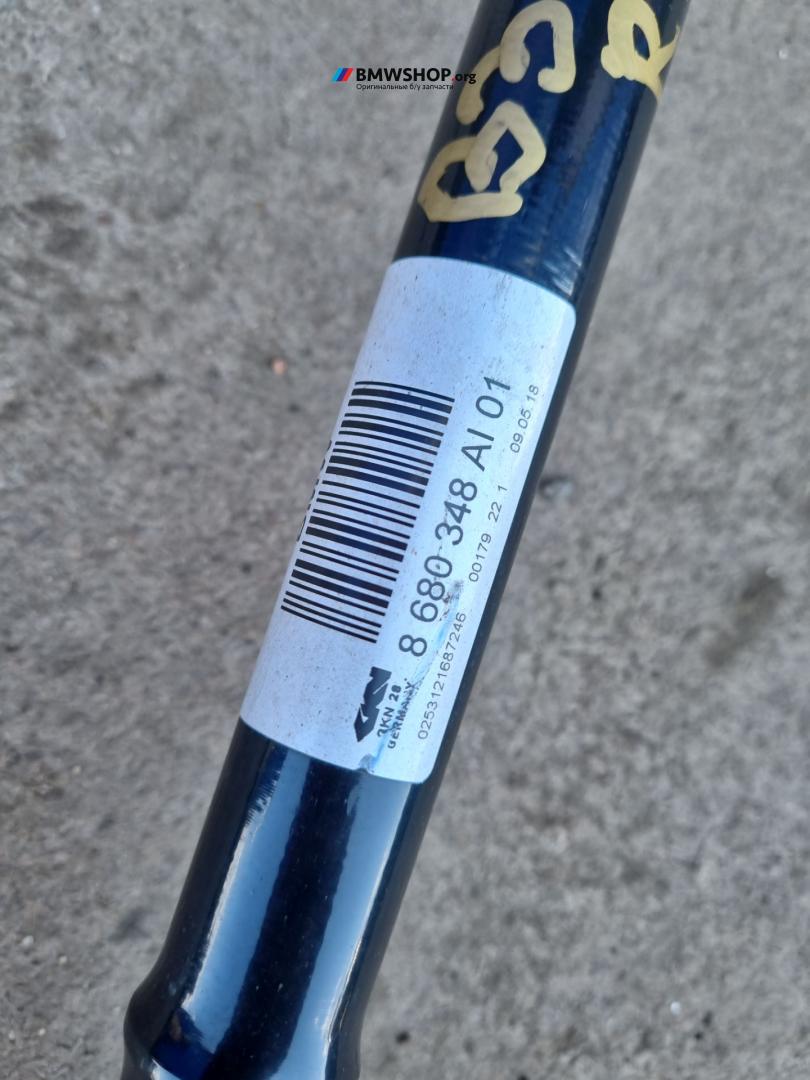 BMWSHOP.org
Оригинальные б/у запчасти
8 680 348 AI 01
GKN 28
GERMANY
0253121687246 00179 22 1 09.05.18